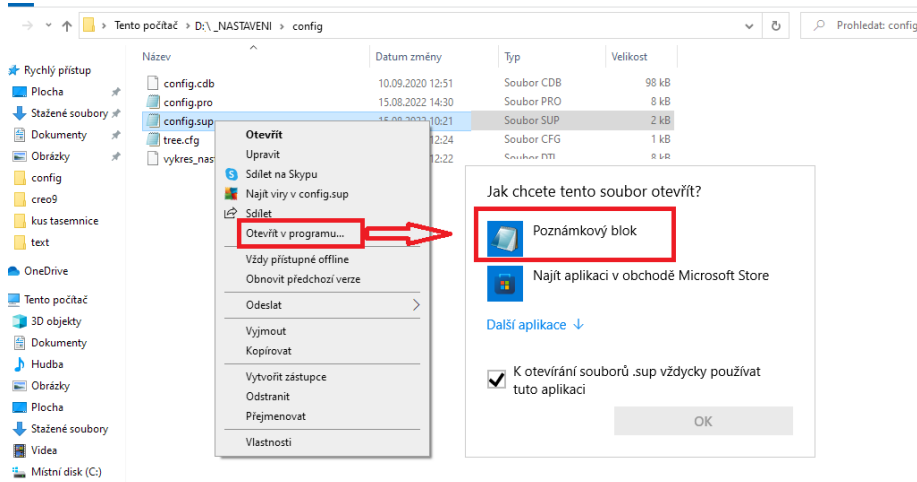 Tento počítač > D:\ _NASTAVENI > config
Prohledat: config
Název Datum změny Typ Velikost
Rychlý přístup
Plocha
Stažené soubory
Dokumenty
Obrázky
config
creo9
kus tasemnice
text
OneDrive
Tento počítač
3D objekty
Dokumenty
Hudba
Obrázky
Plocha
Stažené soubory
Videa
Místní disk (C:)
config.cdb 10.09.2020 12:51 Soubor CDB 98 kB
config.pro 15.08.2022 14:30 Soubor PRO 8 kB
config.sup 15.08.2022 10:21 Soubor SUP 2 kB
tree.cfg 12:24 Soubor CFG 1 kB
vykres_nas 12:22 Soubor DTL 8 kB
Otevřít
Upravit
Sdílet na Skypu
Najít viry v config.sup
Sdílet
Otevřít v programu...
Vždy přístupné offline
Obnovit předchozí verze
Odeslat
Vyjmout
Kopírovat
Vytvořit zástupce
Odstranit
Přejmenovat
Vlastnosti
Jak chcete tento soubor otevřít?
Poznámkový blok
Najít aplikaci v obchodě Microsoft Store
Další aplikace
K otevírání souborů .sup vždycky používat
tuto aplikaci
OK